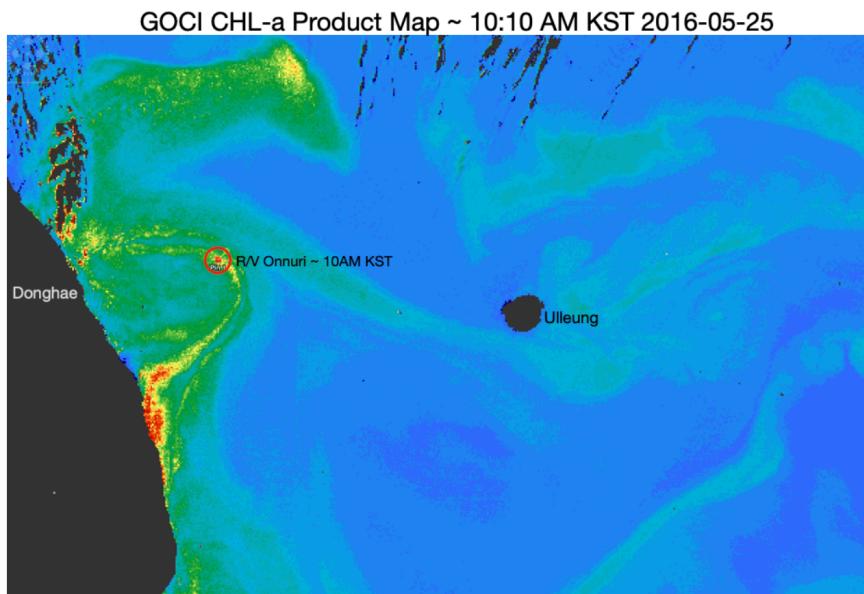 GOCI CHL-a Product Map ~ 10:10 AM KST 2016-05-25
R/V Onnuri ~ 10AM KST
Donghae
Ulleung